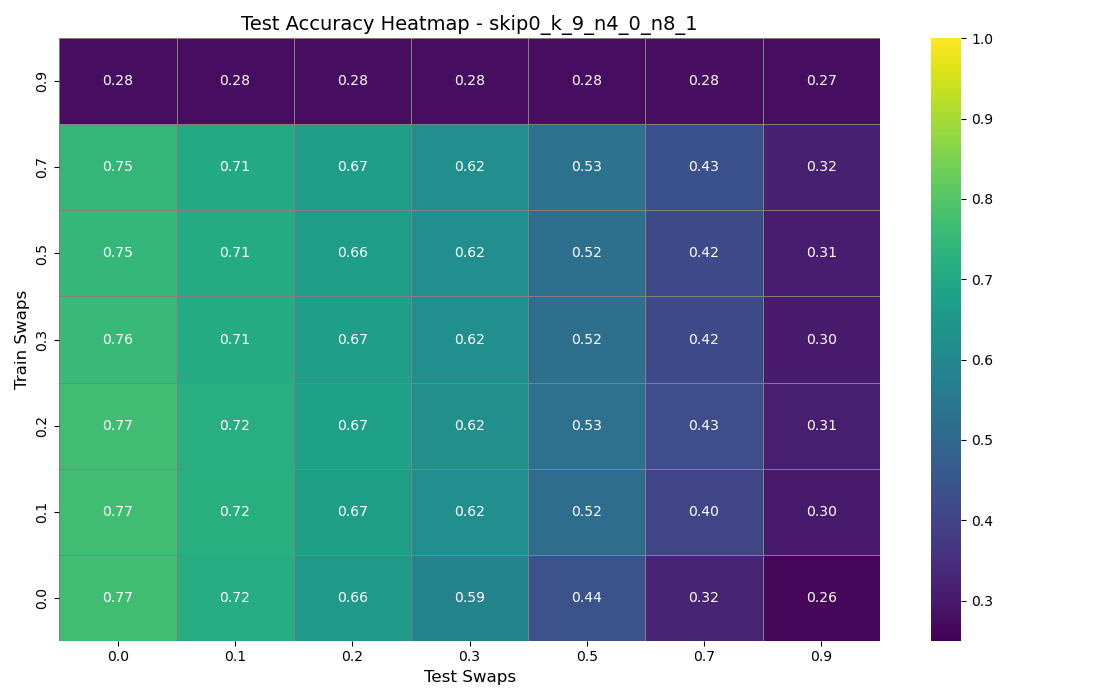 Test Accuracy Heatmap - skip0_k_9_n4_0_n8_1
Train Swaps
0.9 0.28 0.28 0.28 0.28 0.28 0.28 0.27
0.7 0.75 0.71 0.67 0.62 0.53 0.43 0.32
0.5 0.75 0.71 0.66 0.62 0.52 0.42 0.31
0.3 0.76 0.71 0.67 0.62 0.52 0.42 0.30
0.2 0.77 0.72 0.67 0.62 0.53 0.43 0.31
0.1 0.77 0.72 0.67 0.62 0.52 0.40 0.30
0.0 0.77 0.72 0.66 0.59 0.44 0.32 0.26
0.0 0.1 0.2 0.3 0.5 0.7 0.9
Test Swaps
1.0
0.9
0.8
0.7
0.6
0.5
0.4
0.3